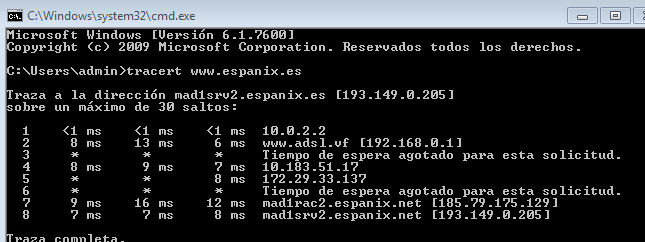 C:\Windows\system32\cmd.exe
Microsoft Windows [Versión 6.1.7600]
Copyright (c) 2009 Microsoft Corporation. Reservados todos los derechos.
C:\Users\admin>tracert www.espanix.es
Traza a la dirección mad1srv2.espanix.es [193.149.0.205]
sobre un máximo de 30 saltos:
1 <1 ms <1 ms <1 ms 10.0.2.2
2 8 ms 13 ms 6 ms www.adsl.vf [192.168.0.1]
3 * * * Tiempo de espera agotado para esta solicitud.
4 8 ms 9 ms 7 ms 10.183.51.17
5 * * 8 ms 172.29.33.137
6 * * * Tiempo de espera agotado para esta solicitud.
7 9 ms 16 ms 12 ms mad1rac2.espanix.net [185.79.175.129]
8 7 ms 7 ms 8 ms mad1srv2.espanix.net [193.149.0.205]
Traza completa.